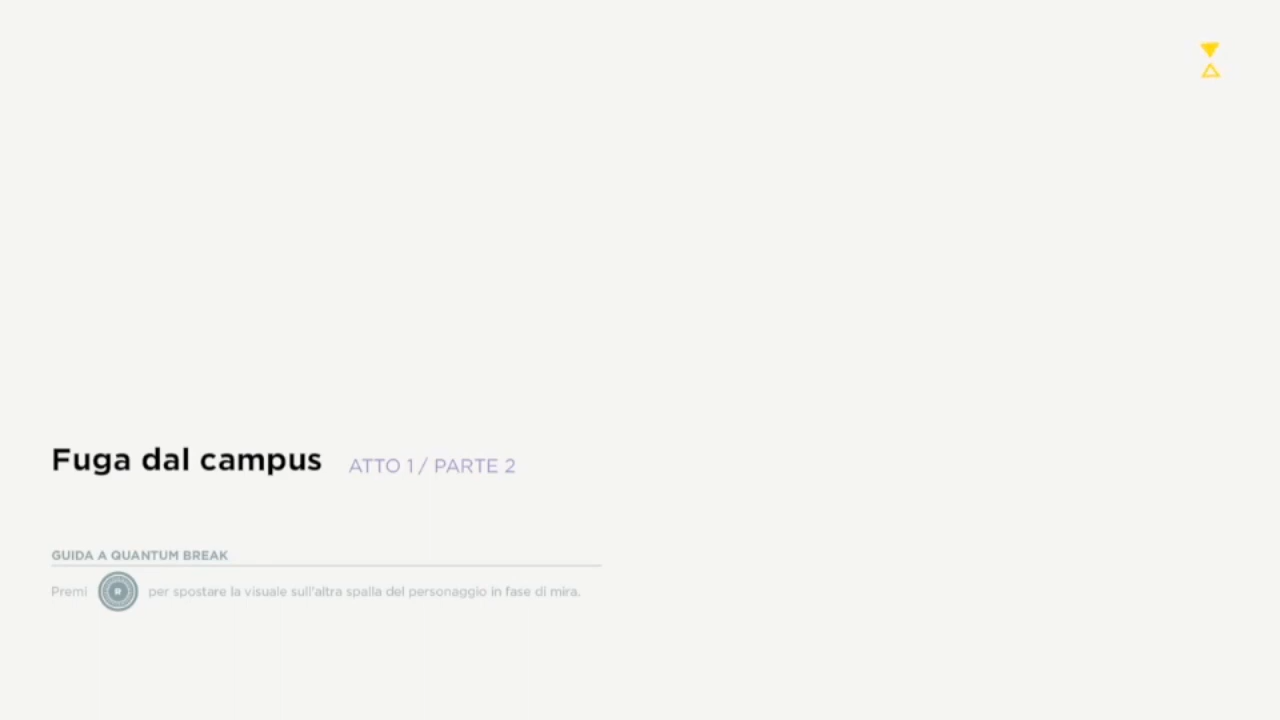 Fuga dal campus ATTO 1 / PARTE 2
GUIDA A QUANTUM BREAK
Premi R per spostare la visuale sull'altra spalla del personaggio in fase di mira.